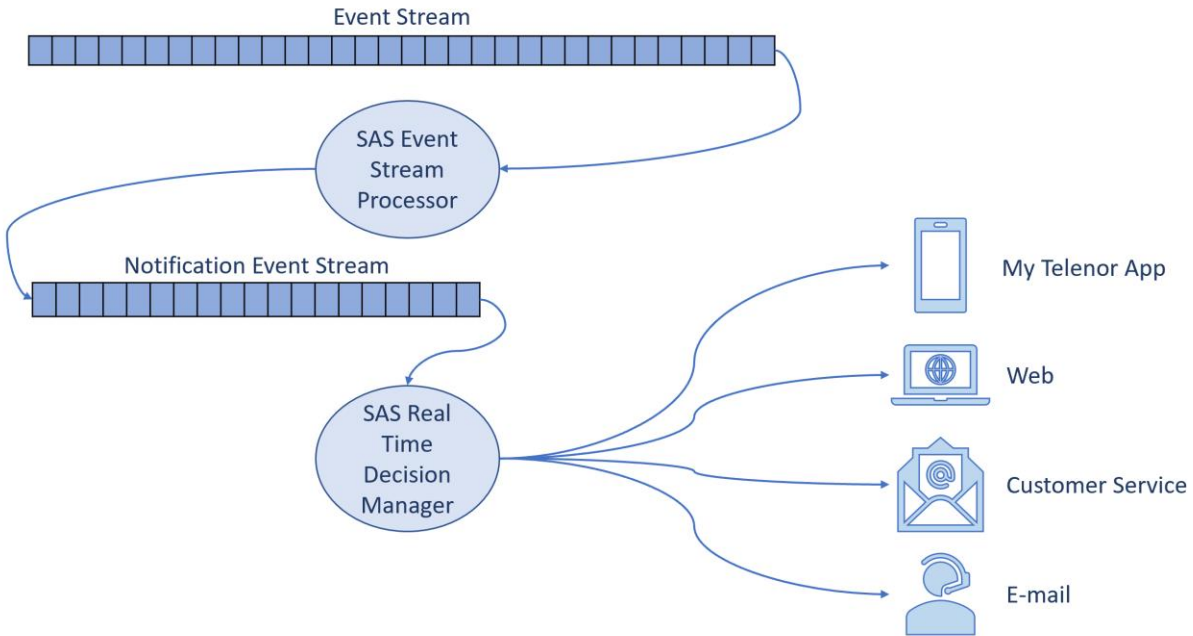 Event Stream
SAS Event
Stream
Processor
Notification Event Stream
My Telenor App
Web
SAS Real
Time
Decision
Manager
Customer Service
E-mail